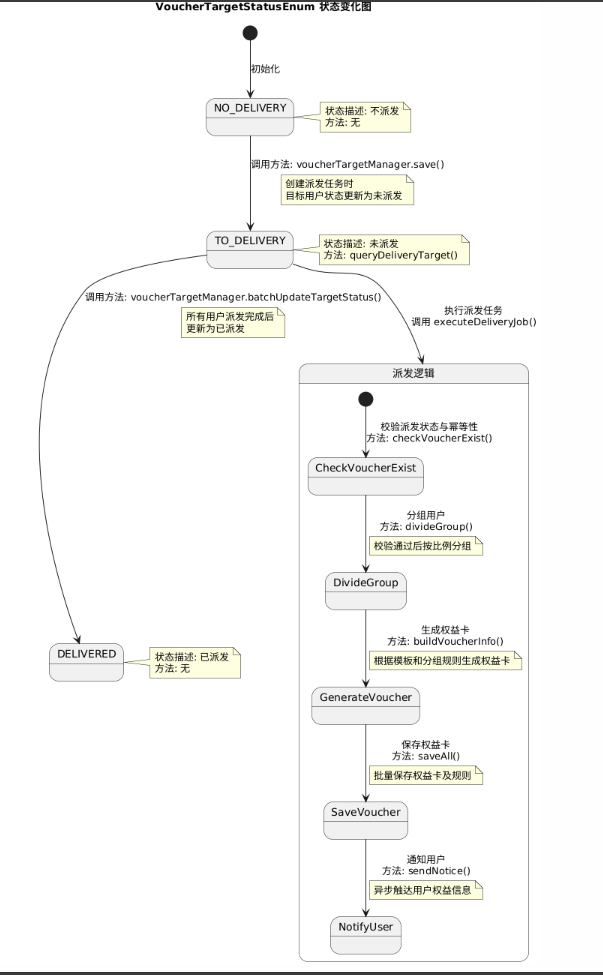 VoucherTargetStatusEnum 状态变化图
初始化
NO_DELIVERY
状态描述: 不派发
方法: 无
调用方法: voucherTargetManager.save()
创建派发任务时
目标用户状态更新为未派发
TO_DELIVERY
状态描述: 未派发
方法: queryDeliveryTarget()
调用方法: voucherTargetManager.batchUpdateTargetStatus()
所有用户派发完成后
更新为已派发
执行派发任务
调用 executeDeliveryJob()
派发逻辑
校验派发状态与幂等性
方法: checkVoucherExist()
CheckVoucherExist
分组用户
方法: divideGroup()
校验通过后按比例分组
DivideGroup
生成权益卡
方法: buildVoucherInfo()
根据模板和分组规则生成权益卡
DELIVERED
状态描述: 已派发
方法: 无
GenerateVoucher
保存权益卡
方法: saveAll()
批量保存权益卡及规则
SaveVoucher
通知用户
方法: sendNotice()
异步触达用户权益信息
NotifyUser